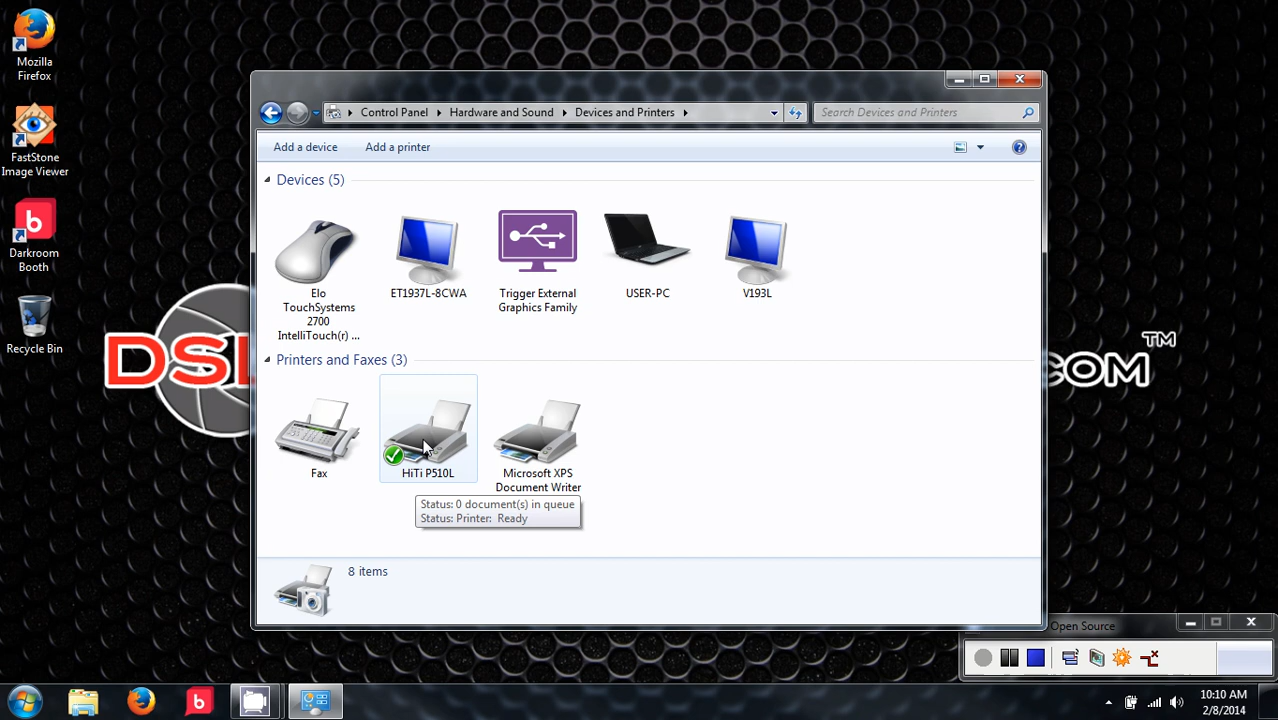 Mozilla
Firefox
FastStone
Image Viewer
b
Darkroom
Booth
Recycle Bin
Control Panel
Hardware and Sound
Devices and Printers
Search Devices and Printers
Add a device
Add a printer
?
Devices (5)
Elo
TouchSystems
2700
IntelliTouch(r) ...
ET1937L-8CWA
Trigger External
Graphics Family
USER-PC
V193L
Printers and Faxes (3)
Fax
HiTi P510L
Microsoft XPS
Document Writer
Status: 0 document(s) in queue
Status: Printer: Ready
8 items
DS
COM™
Open Source
b
10:10 AM
2/8/2014